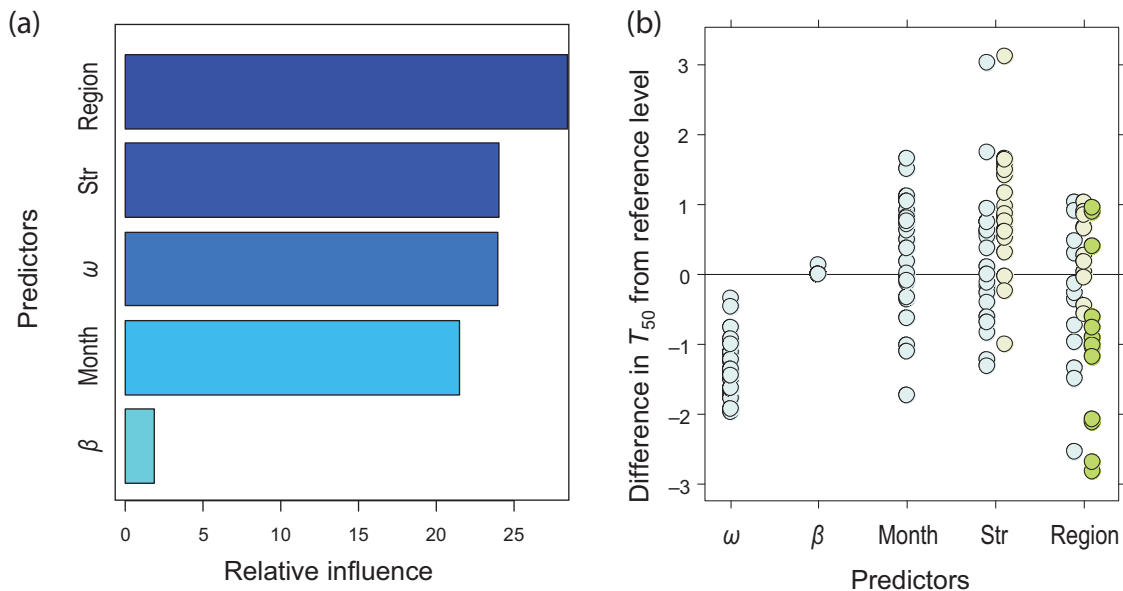 (a)
Predictors
Region
Str
ω
Month
β
0 5 10 15 20 25
Relative influence
(b)
Difference in T50 from reference level
3
2
1
0
–1
–2
–3
ω β Month Str Region
Predictors